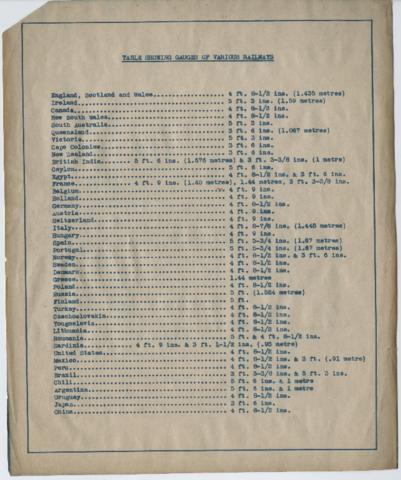 TABLE SHOWING GAUGES OF VARIOUS RAILWAYS
England, Scotland and Wales 4 ft. 8-1/2 ins. (1.435 metres)
Ireland 5 ft. 3 ins. (1.59 metres)
Canada 4 ft. 8-1/2 ins.
New South Wales 4 ft. 8-1/2 ins.
South Australia 5 ft. 3 ins.
Queensland 3 ft. 6 ins. (1.067 metres)
Victoria 5 ft. 3 ins.
Cape Colonies 3 ft. 6 ins.
New Zealand 3 ft. 6 ins.
British India 5 ft. 6 ins. (1.676 metres) & 3 ft. 3-3/8 ins. (1 metre)
Ceylon 5 ft. 6 ins.
Egypt 4 ft. 8-1/2 ins. & 3 ft. 6 ins.
France 4 ft. 9 ins. (1.40 metres), 1.44 metres, 3 ft. 3-3/8 ins.
Belgium 4 ft. 9 ins.
Holland 4 ft. 9 ins.
Germany 4 ft. 8-1/2 ins.
Austria 4 ft. 9 ins.
Switzerland 4 ft. 9 ins.
Italy 4 ft. 8-7/8 ins. (1.445 metres)
Hungary 4 ft. 9 ins.
Spain 5 ft. 5-3/4 ins. (1.67 metres)
Portugal 5 ft. 5-3/4 ins. (1.67 metres)
Norway 4 ft. 8-1/2 ins. & 3 ft. 6 ins.
Sweden 4 ft. 8-1/2 ins.
Denmark 4 ft. 8-1/2 ins.
Greece 1.44 metres
Poland 4 ft. 8-1/2 ins.
Russia 5 ft. (1.524 metres)
Finland 5 ft.
Turkey 4 ft. 8-1/2 ins.
Czechoslovakia 4 ft. 8-1/2 ins.
Yougoslavia 4 ft. 8-1/2 ins.
Lithuania 4 ft. 8-1/2 ins.
Roumania 5 ft. & 4 ft. 8-1/2 ins.
Sardinia 4 ft. 9 ins. & 3 ft. 1-1/2 ins. (.95 metre)
United States 4 ft. 8-1/2 ins.
Mexico 4 ft. 8-1/2 ins. & 3 ft. (.91 metre)
Peru 4 ft. 8-1/2 ins.
Brazil 3 ft. 3-3/8 ins. & 5 ft. 3 ins.
Chili 5 ft. 6 ins. & 1 metre
Argentina 5 ft. 6 ins. & 1 metre
Uruguay 4 ft. 8-1/2 ins.
Japan 3 ft. 6 ins.
China 4 ft. 8-1/2 ins.